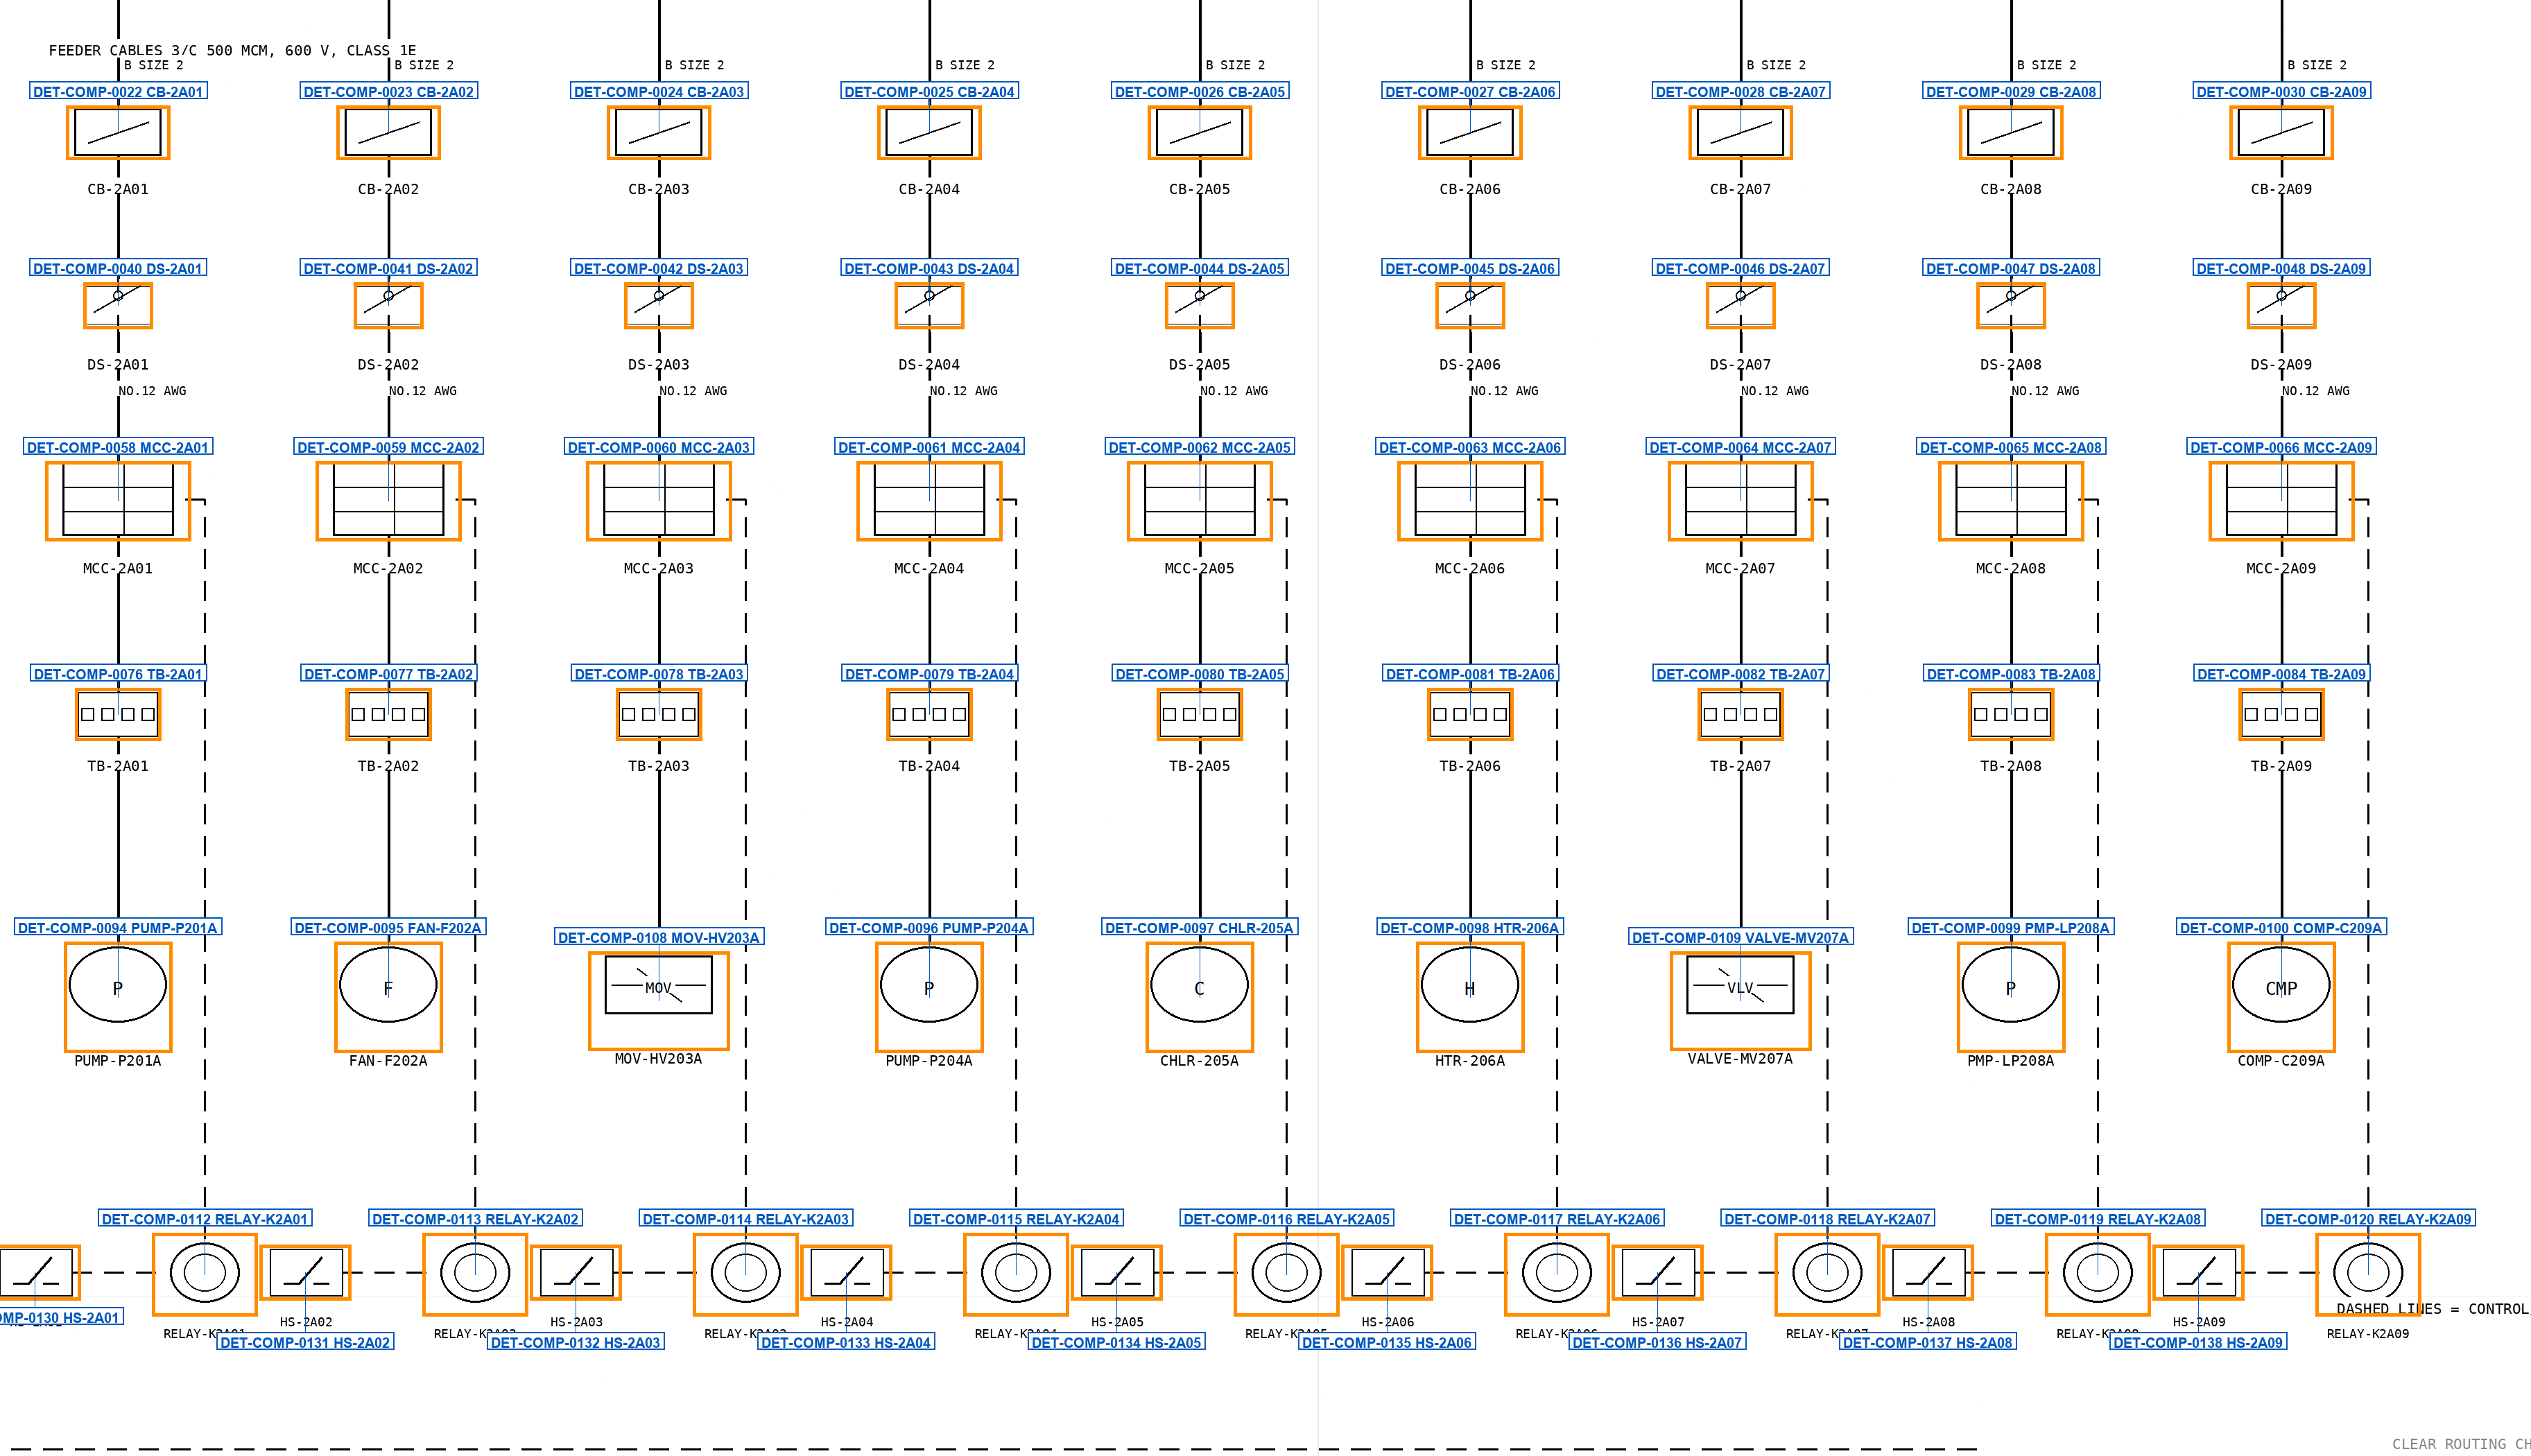 FEEDER CABLES 3/C 500 MCM, 600 V, CLASS 1E
B SIZE 2 B SIZE 2 B SIZE 2 B SIZE 2 B SIZE 2 B SIZE 2 B SIZE 2 B SIZE 2 B SIZE 2
DET-COMP-0022 CB-2A01 DET-COMP-0023 CB-2A02 DET-COMP-0024 CB-2A03 DET-COMP-0025 CB-2A04 DET-COMP-0026 CB-2A05 DET-COMP-0027 CB-2A06 DET-COMP-0028 CB-2A07 DET-COMP-0029 CB-2A08 DET-COMP-0030 CB-2A09
CB-2A01 CB-2A02 CB-2A03 CB-2A04 CB-2A05 CB-2A06 CB-2A07 CB-2A08 CB-2A09
DET-COMP-0040 DS-2A01 DET-COMP-0041 DS-2A02 DET-COMP-0042 DS-2A03 DET-COMP-0043 DS-2A04 DET-COMP-0044 DS-2A05 DET-COMP-0045 DS-2A06 DET-COMP-0046 DS-2A07 DET-COMP-0047 DS-2A08 DET-COMP-0048 DS-2A09
DS-2A01 DS-2A02 DS-2A03 DS-2A04 DS-2A05 DS-2A06 DS-2A07 DS-2A08 DS-2A09
NO.12 AWG NO.12 AWG NO.12 AWG NO.12 AWG NO.12 AWG NO.12 AWG NO.12 AWG NO.12 AWG NO.12 AWG
DET-COMP-0058 MCC-2A01 DET-COMP-0059 MCC-2A02 DET-COMP-0060 MCC-2A03 DET-COMP-0061 MCC-2A04 DET-COMP-0062 MCC-2A05 DET-COMP-0063 MCC-2A06 DET-COMP-0064 MCC-2A07 DET-COMP-0065 MCC-2A08 DET-COMP-0066 MCC-2A09
MCC-2A01 MCC-2A02 MCC-2A03 MCC-2A04 MCC-2A05 MCC-2A06 MCC-2A07 MCC-2A08 MCC-2A09
DET-COMP-0076 TB-2A01 DET-COMP-0077 TB-2A02 DET-COMP-0078 TB-2A03 DET-COMP-0079 TB-2A04 DET-COMP-0080 TB-2A05 DET-COMP-0081 TB-2A06 DET-COMP-0082 TB-2A07 DET-COMP-0083 TB-2A08 DET-COMP-0084 TB-2A09
TB-2A01 TB-2A02 TB-2A03 TB-2A04 TB-2A05 TB-2A06 TB-2A07 TB-2A08 TB-2A09
DET-COMP-0094 PUMP-P201A DET-COMP-0095 FAN-F202A DET-COMP-0108 MOV-HV203A DET-COMP-0096 PUMP-P204A DET-COMP-0097 CHLR-205A DET-COMP-0098 HTR-206A DET-COMP-0109 VALVE-MV207A DET-COMP-0099 PMP-LP208A DET-COMP-0100 COMP-C209A
P F MOV P C H VLV P CMP
PUMP-P201A FAN-F202A MOV-HV203A PUMP-P204A CHLR-205A HTR-206A VALVE-MV207A PMP-LP208A COMP-C209A
DET-COMP-0112 RELAY-K2A01 DET-COMP-0113 RELAY-K2A02 DET-COMP-0114 RELAY-K2A03 DET-COMP-0115 RELAY-K2A04 DET-COMP-0116 RELAY-K2A05 DET-COMP-0117 RELAY-K2A06 DET-COMP-0118 RELAY-K2A07 DET-COMP-0119 RELAY-K2A08 DET-COMP-0120 RELAY-K2A09
DASHED LINES = CONTROL
HS-2A01
HS-2A02 HS-2A03 HS-2A04 HS-2A05 HS-2A06 HS-2A07 HS-2A08 HS-2A09
RELAY-K2A09
DET-COMP-0131 HS-2A02 DET-COMP-0132 HS-2A03 DET-COMP-0133 HS-2A04 DET-COMP-0134 HS-2A05 DET-COMP-0135 HS-2A06 DET-COMP-0136 HS-2A07 DET-COMP-0137 HS-2A08 DET-COMP-0138 HS-2A09
CLEAR ROUTING